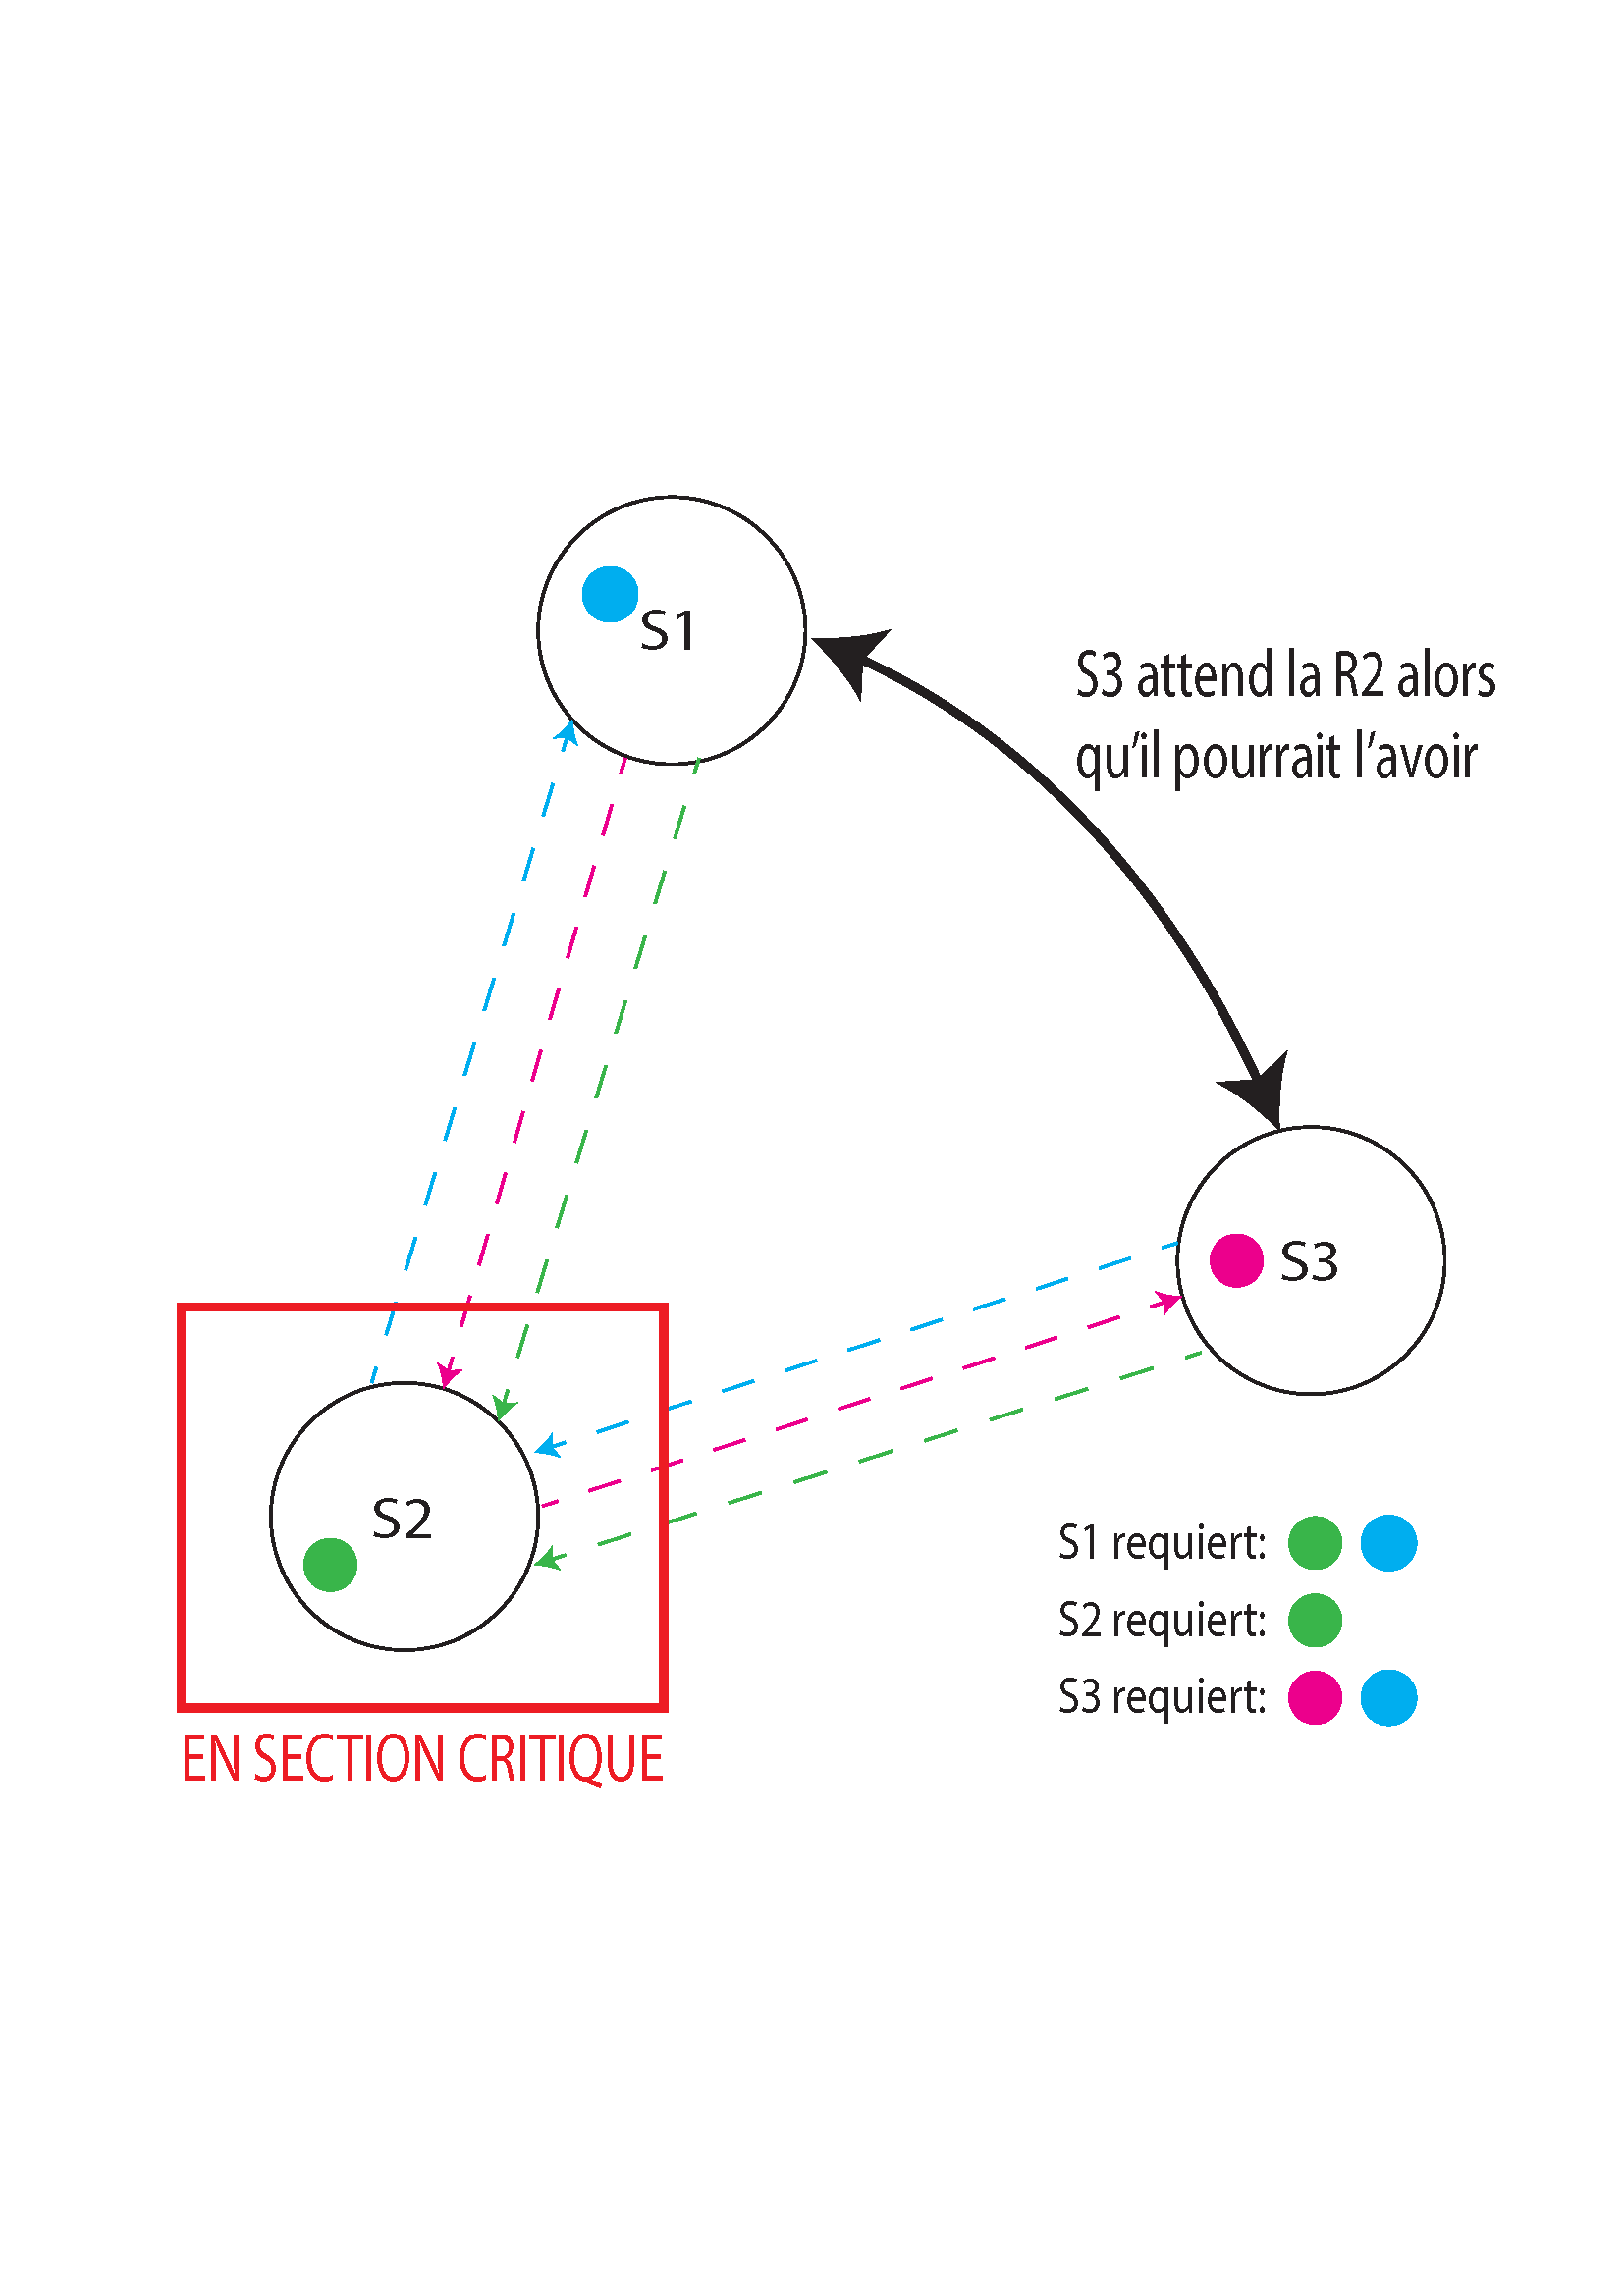 S1
S3 attend la R2 alors
qu'il pourrait l'avoir
S3
S2
S1 requiert:
S2 requiert:
S3 requiert:
EN SECTION CRITIQUE